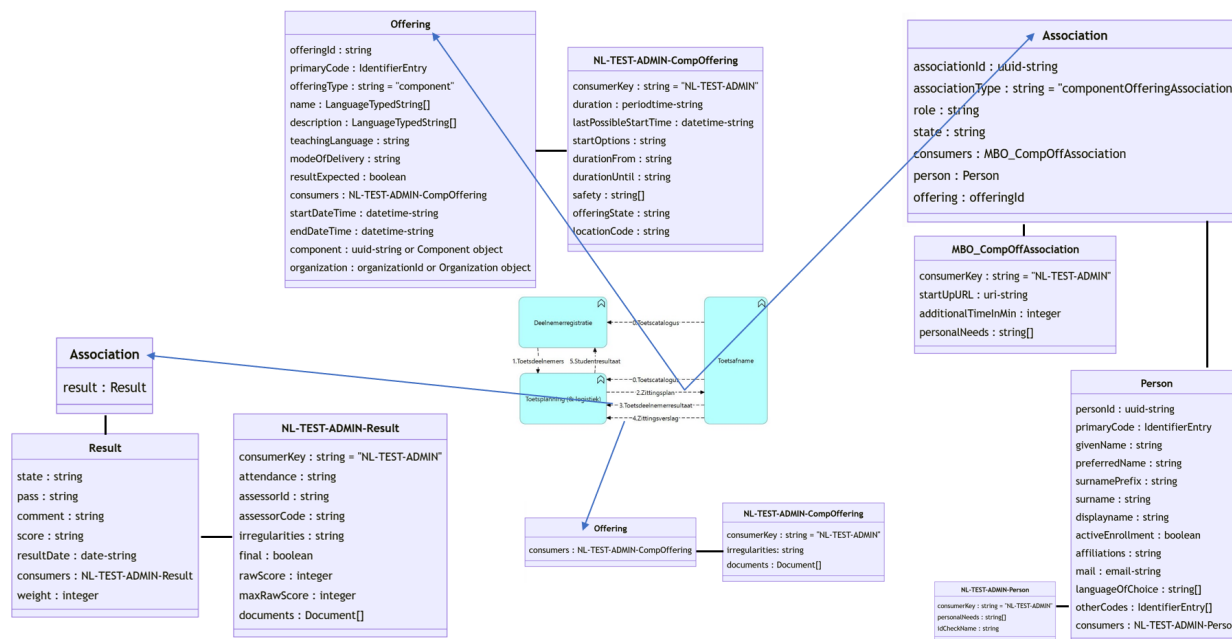 Offering
offeringId : string
primaryCode : IdentifierEntry
offeringType : string = "component"
name : LanguageTypedString[]
description : LanguageTypedString[]
teachingLanguage : string
modeOfDelivery : string
resultExpected : boolean
consumers : NL-TEST-ADMIN-CompOffering
startDateTime : datetime-string
endDateTime : datetime-string
component : uuid-string or Component object
organization : organizationId or Organization object
NL-TEST-ADMIN-CompOffering
consumerKey : string = "NL-TEST-ADMIN"
duration : periodtime-string
lastPossibleStartTime : datetime-string
startOptions : string
durationFrom : string
durationUntil : string
safety : string[]
offeringState : string
locationCode : string
Association
associationId : uuid-string
associationType : string = "componentOfferingAssociation
role : string
state : string
consumers : MBO_CompOffAssociation
person : Person
offering : offeringId
MBO_CompOffAssociation
consumerKey : string = "NL-TEST-ADMIN"
startUpURL : uri-string
additionalTimeInMin : integer
personalNeeds : string[]
Deelnemerregistratie
0.Toetscatalogus
Toetsafname
1.Toetsdeelnemers
5.Studentresultaat
0.Toetscatalogus
Toetsplanning (& logistiek)
2.Zittingsplan
3.Toetsdeelnemerresultaat
4.Zittingsverslag
Association
result : Result
Result
state : string
pass : string
comment : string
score : string
resultDate : date-string
consumers : NL-TEST-ADMIN-Result
weight : integer
NL-TEST-ADMIN-Result
consumerKey : string = "NL-TEST-ADMIN"
attendance : string
assessorId : string
assessorCode : string
irregularities : string
final : boolean
rawScore : integer
maxRawScore : integer
documents : Document[]
Offering
consumers : NL-TEST-ADMIN-CompOffering
NL-TEST-ADMIN-CompOffering
consumerKey : string = "NL-TEST-ADMIN"
irregularities: string
documents : Document[]
Person
personId : uuid-string
primaryCode : IdentifierEntry
givenName : string
preferredName : string
surnamePrefix : string
surname : string
displayname : string
activeEnrollment : boolean
affiliations : string
mail : email-string
languageOfChoice : string[]
otherCodes : IdentifierEntry[]
consumers : NL-TEST-ADMIN-Perso
NL-TEST-ADMIN-Person
consumerKey : string = "NL-TEST-ADMIN"
personalNeeds : string[]
idCheckName : string